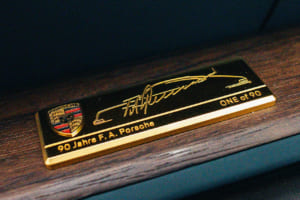 90 Jahre F. A. Porsche
ONE of 90